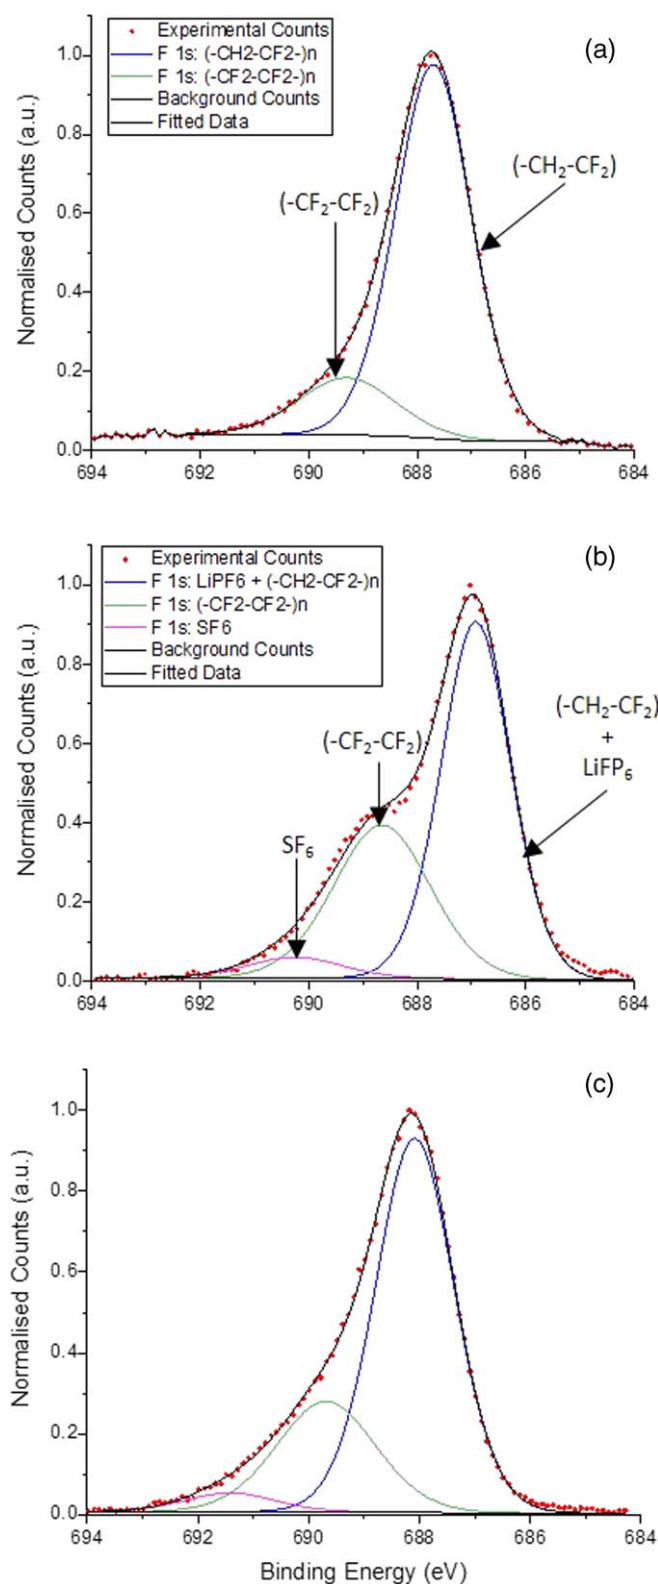 (a)
Experimental Counts
F 1s: (-CH2-CF2-)n
F 1s: (-CF2-CF2-)n
Background Counts
Fitted Data
(-CH2-CF2)
(-CF2-CF2)
Normalised Counts (a.u.)
1.0
0.8
0.6
0.4
0.2
0.0
694 692 690 688 686 684
(b)
Experimental Counts
F 1s: LiPF6 + (-CH2-CF2-)n
F 1s: (-CF2-CF2-)n
F 1s: SF6
Background Counts
Fitted Data
(-CH2-CF2)
+
LiFP6
(-CF2-CF2)
SF6
Normalised Counts (a.u.)
1.0
0.8
0.6
0.4
0.2
0.0
694 692 690 688 686 684
(c)
Normalised Counts (a.u.)
1.0
0.8
0.6
0.4
0.2
0.0
694 692 690 688 686 684
Binding Energy (eV)